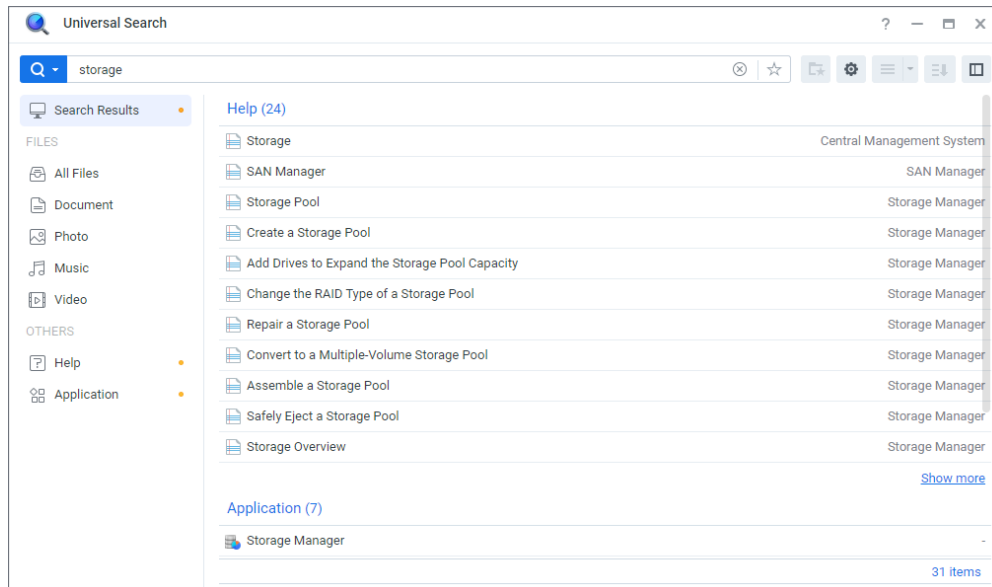 Universal Search
storage
Search Results
FILES
All Files
Document
Photo
Music
Video
OTHERS
Help
Application
Help (24)
Storage Central Management System
SAN Manager SAN Manager
Storage Pool Storage Manager
Create a Storage Pool Storage Manager
Add Drives to Expand the Storage Pool Capacity Storage Manager
Change the RAID Type of a Storage Pool Storage Manager
Repair a Storage Pool Storage Manager
Convert to a Multiple-Volume Storage Pool Storage Manager
Assemble a Storage Pool Storage Manager
Safely Eject a Storage Pool Storage Manager
Storage Overview Storage Manager
Show more
Application (7)
Storage Manager -
31 items